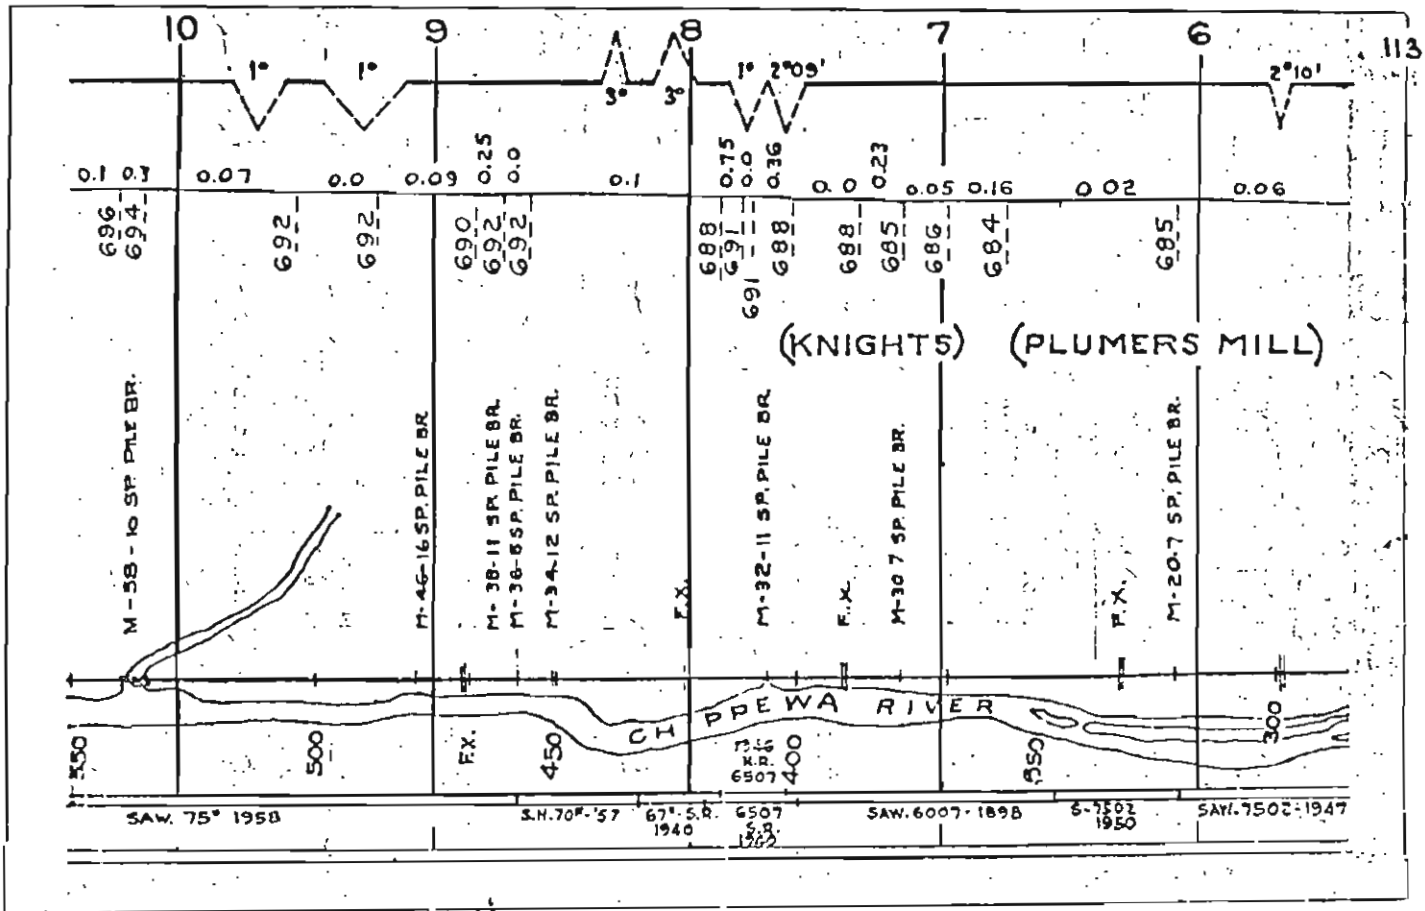 10 9 8 7 6
113
1° 1° 3° 3° 1° 2°09' 2°10'
0.1 0.3 0.07 0.0 0.09 0.25 0.0 0.1 0.75 0.0 0.36 0.0 0.23 0.05 0.16 0.02 0.06
696 694 692 692 690 692 692 688 691 691 688 688 685 686 684 685
(KNIGHTS) (PLUMERS MILL)
M-58-10 SP. PILE BR.
M-46-16 SP. PILE BR
M-38-11 SP. PILE BR.
M-36-8 SP. PILE BR.
M-34-12 SP. PILE BR.
F.X.
M-32-11 SP. PILE BR.
F.X.
M-30 7 SP. PILE BR.
F.X.
M-20-7 SP. PILE BR.
CH PPEWA RIVER
550 500 F.X. 450 400 350 300
1946
H.R.
6507
SAW. 75# 1958
S.H. 70#-'57
67#-S.R.
1940
6507
S.R.
SAW. 6007-1898
S-7502
1950
SAW. 7502-1947